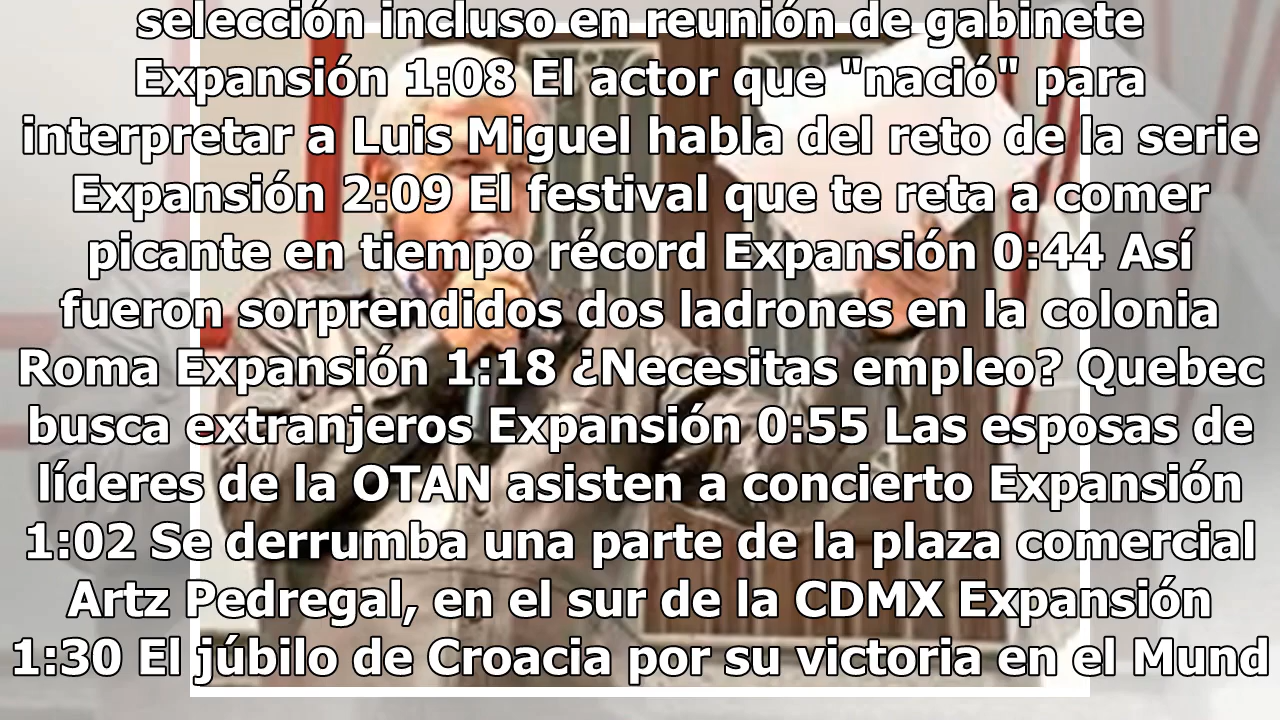 selección incluso en reunión de gabinete
Expansión 1:08 El actor que "nació" para
interpretar a Luis Miguel habla del reto de la serie
Expansión 2:09 El festival que te reta a comer
picante en tiempo récord Expansión 0:44 Así
fueron sorprendidos dos ladrones en la colonia
Roma Expansión 1:18 ¿Necesitas empleo? Quebec
busca extranjeros Expansión 0:55 Las esposas de
líderes de la OTAN asisten a concierto Expansión
1:02 Se derrumba una parte de la plaza comercial
Artz Pedregal, en el sur de la CDMX Expansión
1:30 El júbilo de Croacia por su victoria en el Mund